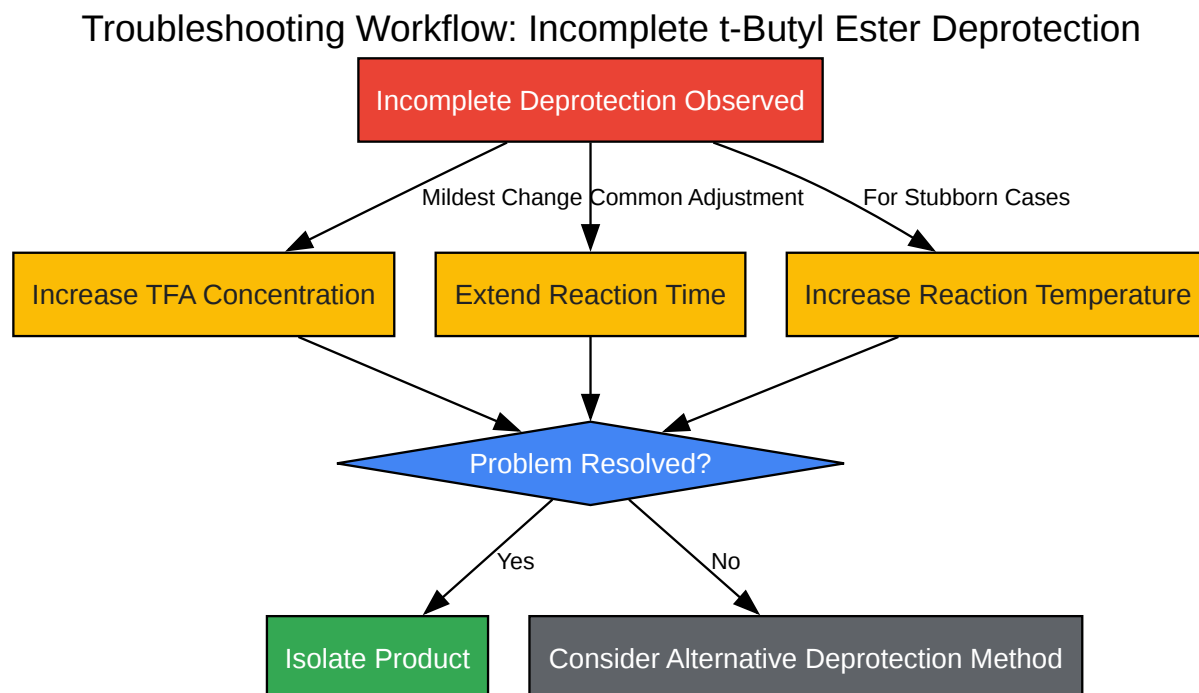 Troubleshooting Workflow: Incomplete t-Butyl Ester Deprotection
Incomplete Deprotection Observed
Mildest Change
Common Adjustment
For Stubborn Cases
Increase TFA Concentration
Extend Reaction Time
Increase Reaction Temperature
Problem Resolved?
Yes
No
Isolate Product
Consider Alternative Deprotection Method